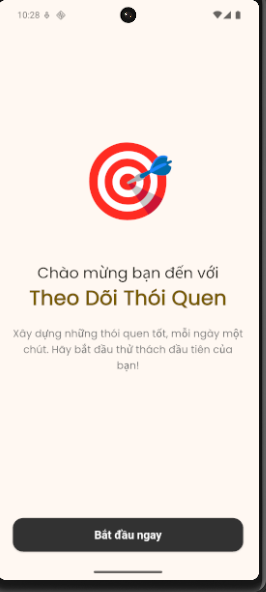 10:28
Chào mừng bạn đến với
Theo Dõi Thói Quen
Xây dựng những thói quen tốt, mỗi ngày một
chút. Hãy bắt đầu thử thách đầu tiên của
bạn!
Bắt đầu ngay